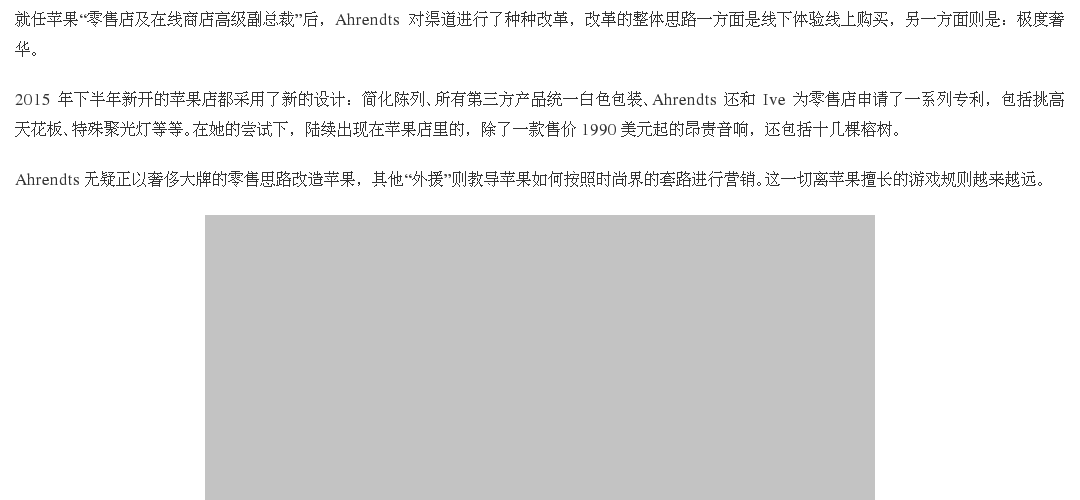 就任苹果“零售店及在线商店高级副总裁”后，Ahrendts 对渠道进行了种种改革，改革的整体思路一方面是线下体验线上购买，另一方面则是：极度奢
华。
2015 年下半年新开的苹果店都采用了新的设计：简化陈列、所有第三方产品统一白色包装、Ahrendts 还和 Ive 为零售店申请了一系列专利，包括挑高
天花板、特殊聚光灯等等。在她的尝试下，陆续出现在苹果店里的，除了一款售价 1990 美元起的昂贵音响，还包括十几棵榕树。
Ahrendts 无疑正以奢侈大牌的零售思路改造苹果，其他“外援”则教导苹果如何按照时尚界的套路进行营销。这一切离苹果擅长的游戏规则越来越远。